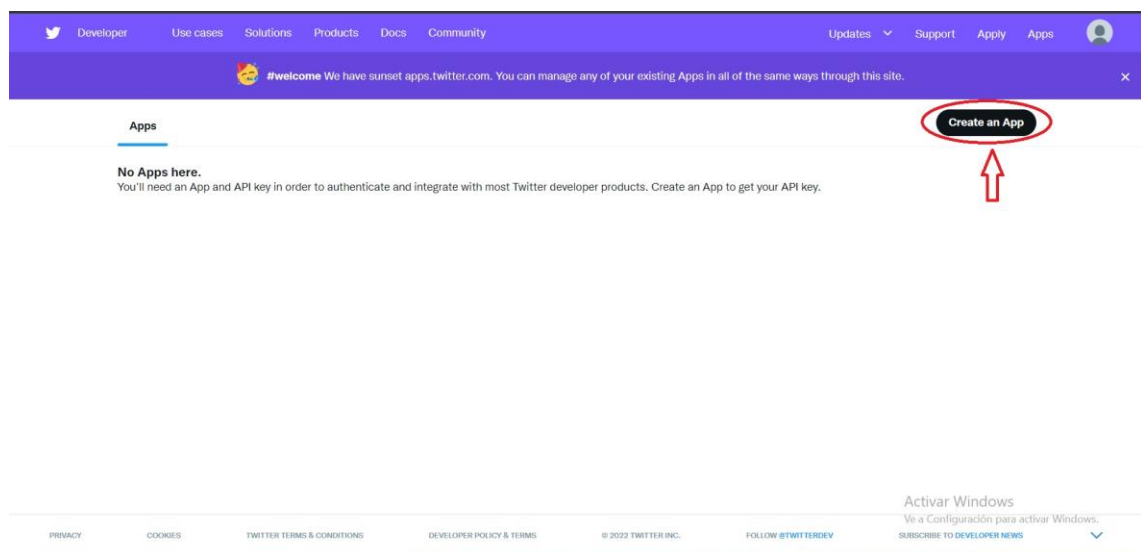 Developer Use cases Solutions Products Docs Community Updates Support Apply Apps
#welcome We have sunset apps.twitter.com. You can manage any of your existing Apps in all of the same ways through this site.
Apps Create an App
No Apps here.
You'll need an App and API key in order to authenticate and integrate with most Twitter developer products. Create an App to get your API key.
Activar Windows
Ve a Configuración para activar Windows.
PRIVACY COOKIES TWITTER TERMS & CONDITIONS DEVELOPER POLICY & TERMS © 2022 TWITTER INC. FOLLOW @TWITTERDEV SUBSCRIBE TO DEVELOPER NEWS